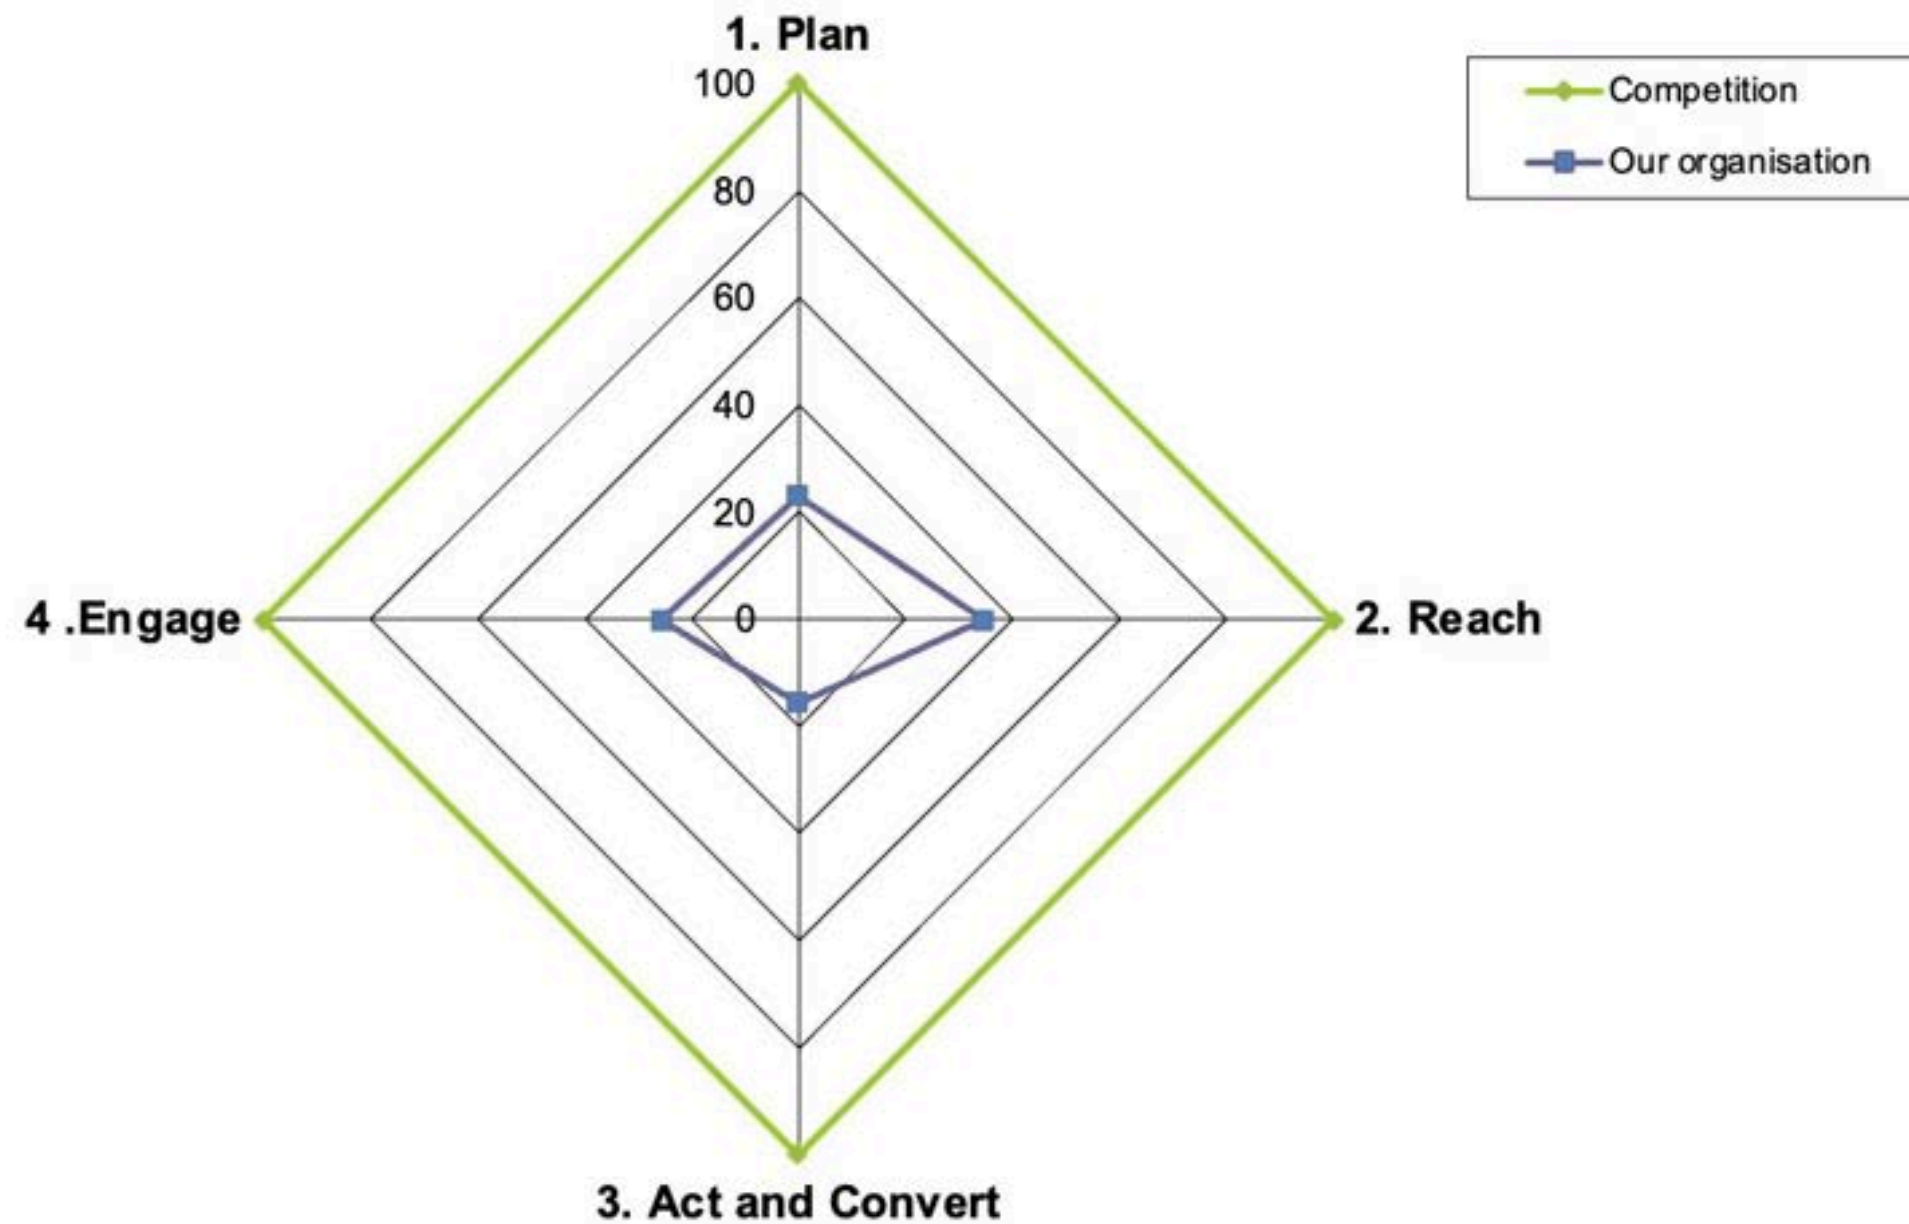 1. Plan
100
80
60
40
20
0
4 .Engage
2. Reach
3. Act and Convert
Competition
Our organisation